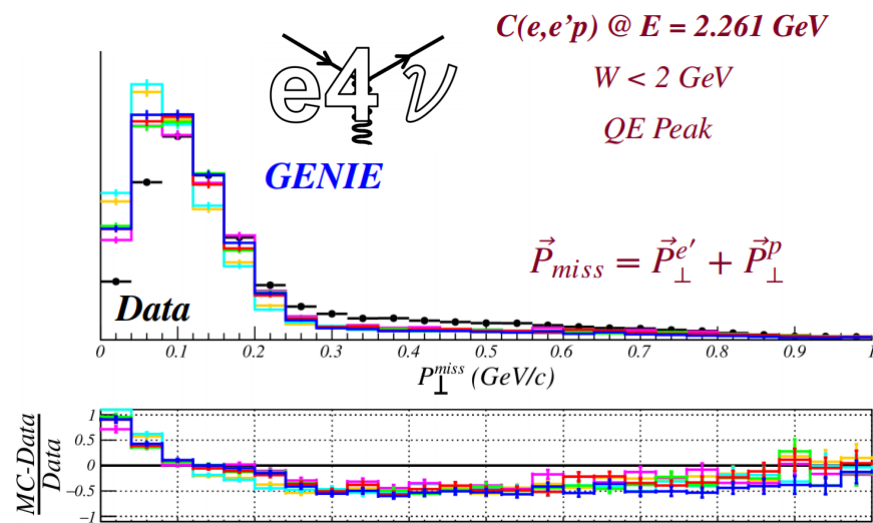 C(e,e'p) @ E = 2.261 GeV
e4ν
W < 2 GeV
QE Peak
GENIE
P⃗miss = P⃗⊥e′ + P⃗⊥p
Data
0 0.1 0.2 0.3 0.4 0.5 0.6 0.7 0.8 0.9 1
P⊥miss (GeV/c)
MC-Data
Data
1
0.5
0
−0.5
−1